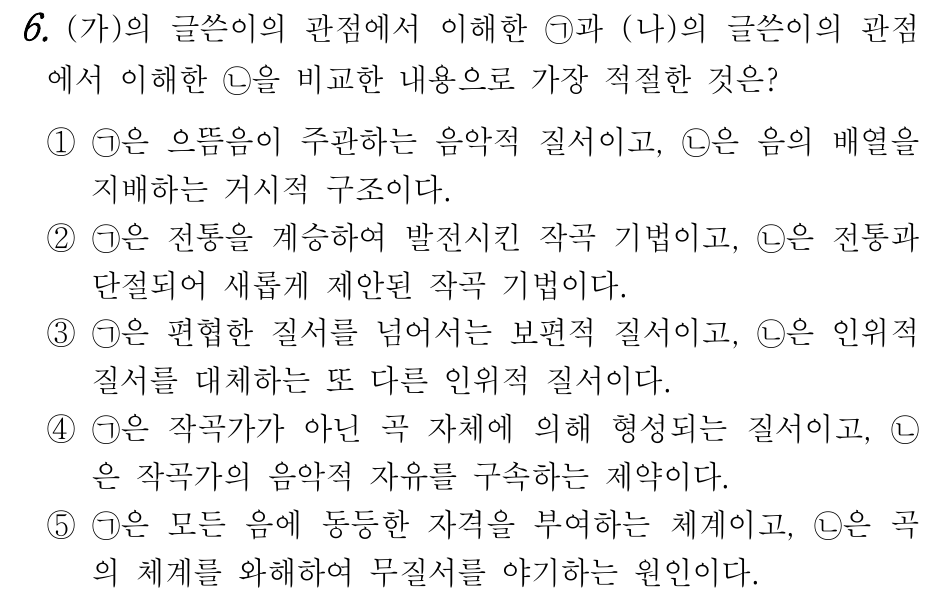 6. (가)의 글쓴이의 관점에서 이해한 ㉠과 (나)의 글쓴이의 관점
에서 이해한 ㉡을 비교한 내용으로 가장 적절한 것은?
① ㉠은 으뜸음이 주관하는 음악적 질서이고, ㉡은 음의 배열을
지배하는 거시적 구조이다.
② ㉠은 전통을 계승하여 발전시킨 작곡 기법이고, ㉡은 전통과
단절되어 새롭게 제안된 작곡 기법이다.
③ ㉠은 편협한 질서를 넘어서는 보편적 질서이고, ㉡은 인위적
질서를 대체하는 또 다른 인위적 질서이다.
④ ㉠은 작곡가가 아닌 곡 자체에 의해 형성되는 질서이고, ㉡
은 작곡가의 음악적 자유를 구속하는 제약이다.
⑤ ㉠은 모든 음에 동등한 자격을 부여하는 체계이고, ㉡은 곡
의 체계를 와해하여 무질서를 야기하는 원인이다.